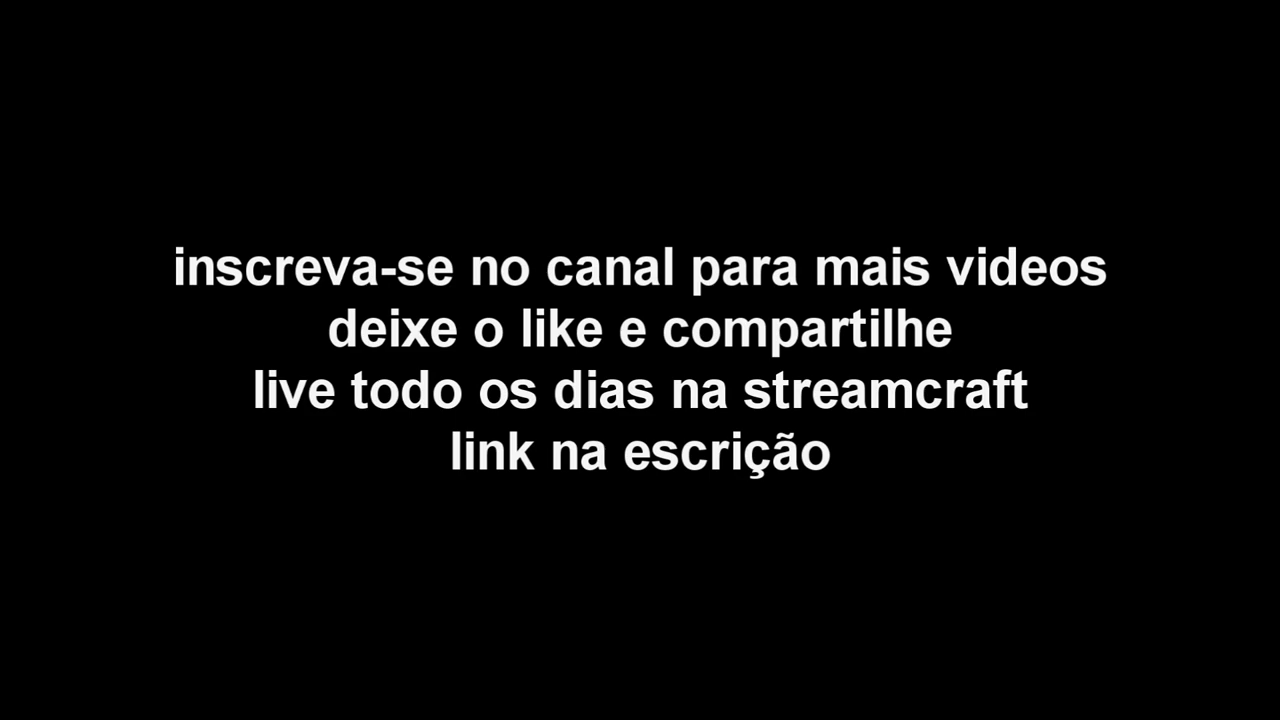 inscreva-se no canal para mais videos
deixe o like e compartilhe
live todo os dias na streamcraft
link na escrição